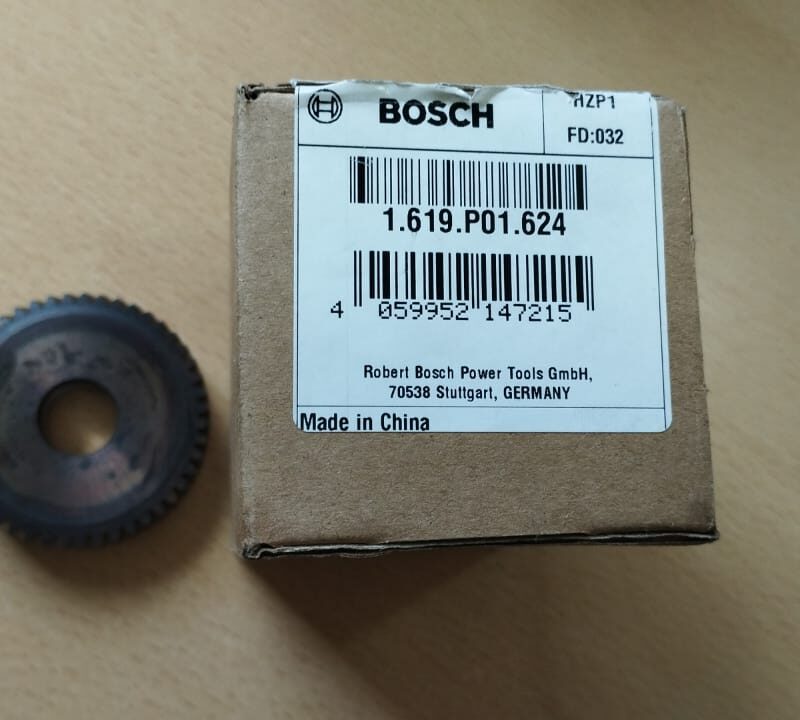 BOSCH
HZP1
FD:032
1.619.P01.624
4 059952 147215
Robert Bosch Power Tools GmbH,
70538 Stuttgart, GERMANY
Made in China